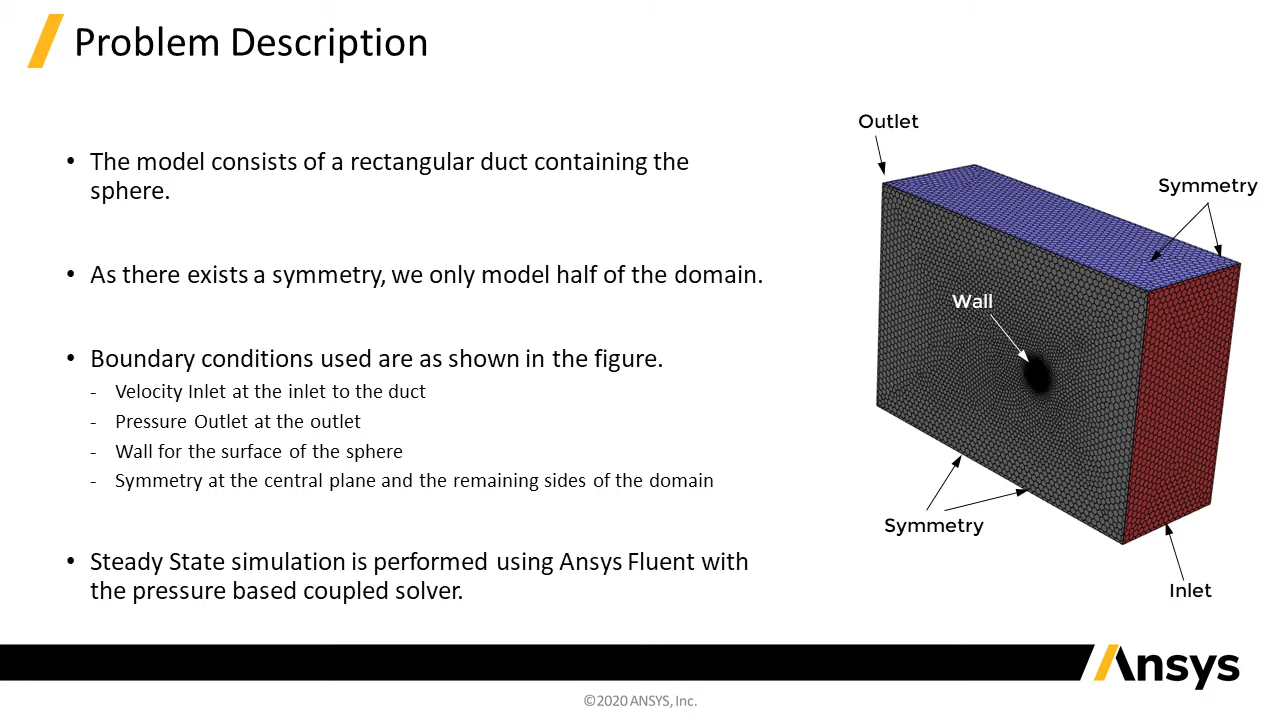 Problem Description
• The model consists of a rectangular duct containing the
sphere.
• As there exists a symmetry, we only model half of the domain.
• Boundary conditions used are as shown in the figure.
- Velocity Inlet at the inlet to the duct
- Pressure Outlet at the outlet
- Wall for the surface of the sphere
- Symmetry at the central plane and the remaining sides of the domain
• Steady State simulation is performed using Ansys Fluent with
the pressure based coupled solver.
Outlet
Symmetry
Wall
Symmetry
Inlet
Ansys
©2020 ANSYS, Inc.